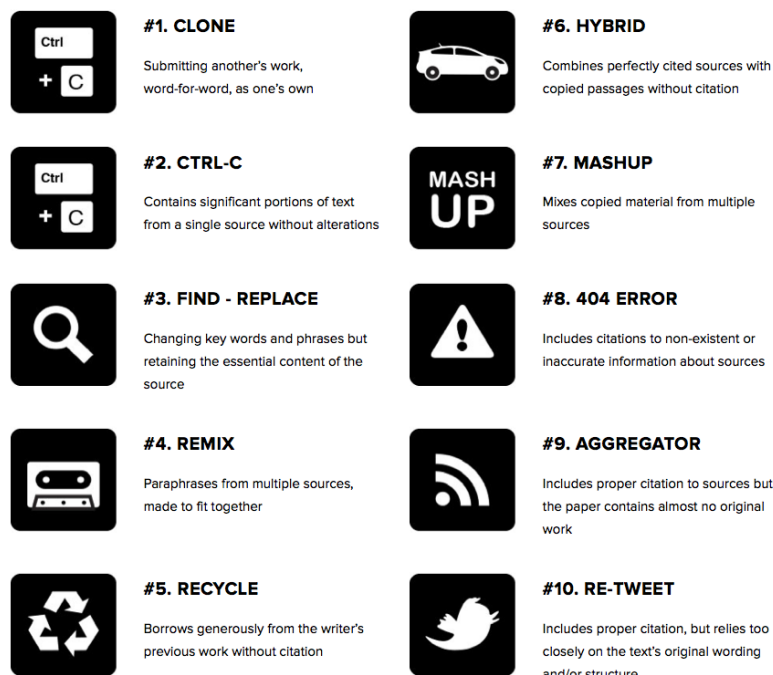 Ctrl
+ C
#1. CLONE
Submitting another's work,
word-for-word, as one's own
Ctrl
+ C
#2. CTRL-C
Contains significant portions of text
from a single source without alterations
#3. FIND - REPLACE
Changing key words and phrases but
retaining the essential content of the
source
#4. REMIX
Paraphrases from multiple sources,
made to fit together
#5. RECYCLE
Borrows generously from the writer's
previous work without citation
#6. HYBRID
Combines perfectly cited sources with
copied passages without citation
MASH
UP
#7. MASHUP
Mixes copied material from multiple
sources
#8. 404 ERROR
Includes citations to non-existent or
inaccurate information about sources
#9. AGGREGATOR
Includes proper citation to sources but
the paper contains almost no original
work
#10. RE-TWEET
Includes proper citation, but relies too
closely on the text's original wording
and/or structure